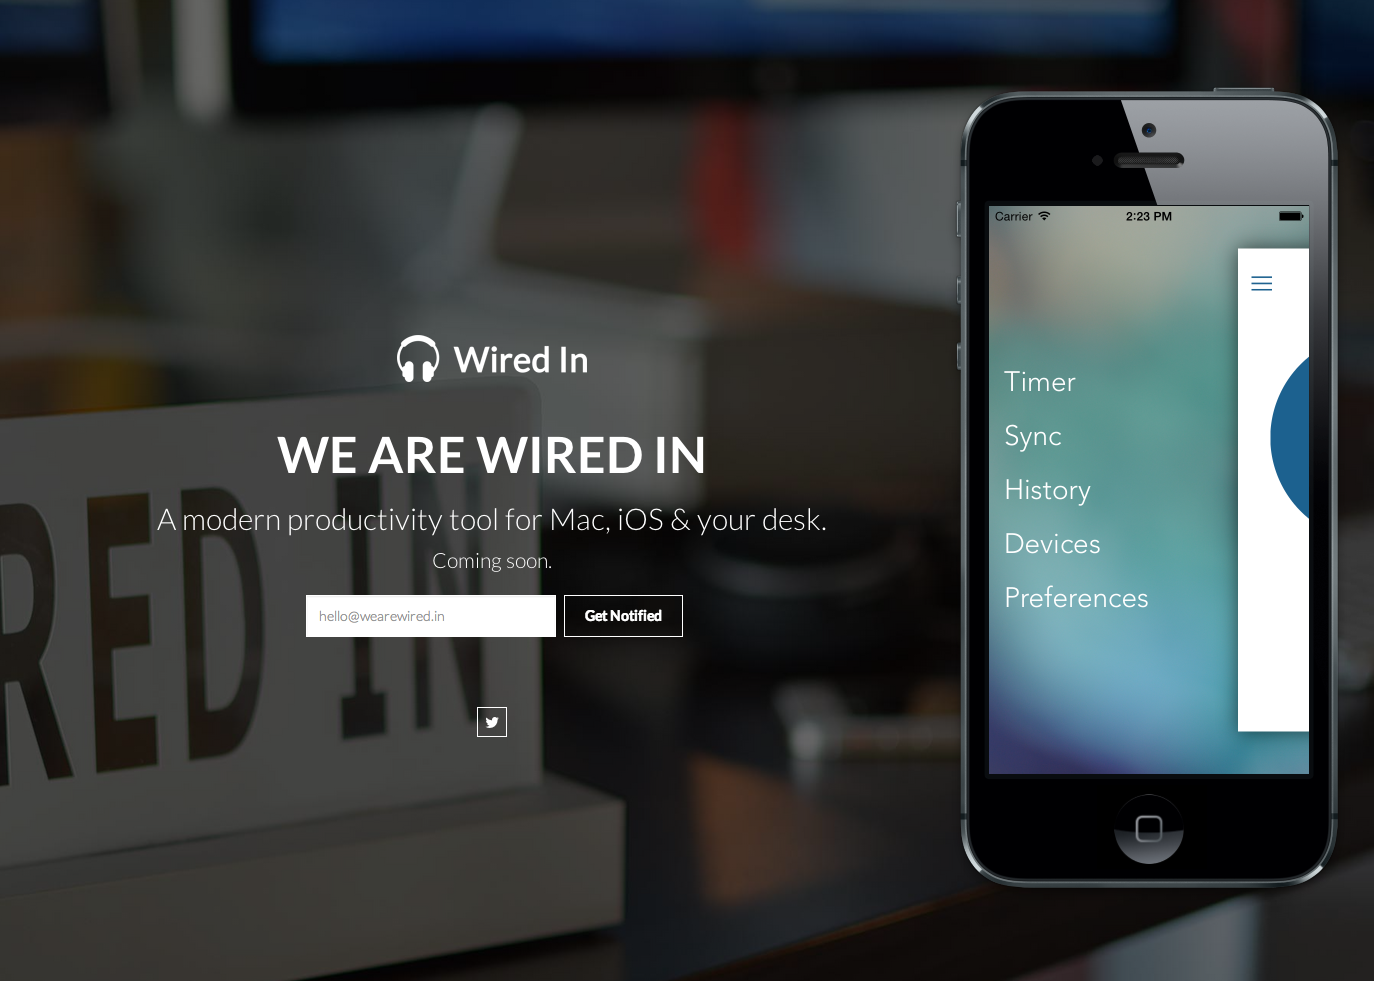 Wired In
WE ARE WIRED IN
A modern productivity tool for Mac, iOS & your desk.
Coming soon.
hello@wearewired.in
Get Notified
RED IN
Carrier 2:23 PM
Timer
Sync
History
Devices
Preferences